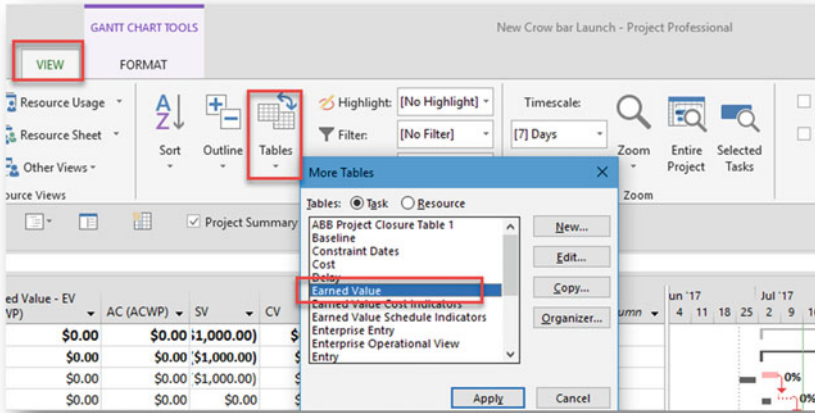 GANTT CHART TOOLS
New Crow bar Launch - Project Professional
VIEW FORMAT
Resource Usage
Resource Sheet
Other Views
ource Views
Sort
Outline
Tables
Highlight: [No Highlight]
Filter: [No Filter]
Timescale:
[7] Days
Zoom
Entire Project
Selected Tasks
Zoom
Project Summary
More Tables
Tables: Task Resource
ABB Project Closure Table 1
Baseline
Constraint Dates
Cost
Delay
Earned Value
Earned Value Cost Indicators
Earned Value Schedule Indicators
Enterprise Entry
Enterprise Operational View
Entry
New...
Edit...
Copy...
Organizer...
Apply Cancel
ed Value - EV
WP) AC (ACWP) SV CV
$0.00 $0.00 $1,000.00) $
$0.00 $0.00 ($1,000.00) $
$0.00 $0.00 ($1,000.00) $
$0.00 $0.00 $0.00 $
umn
un '17 Jul '17
4 11 18 25 2 9 1
0%
0%